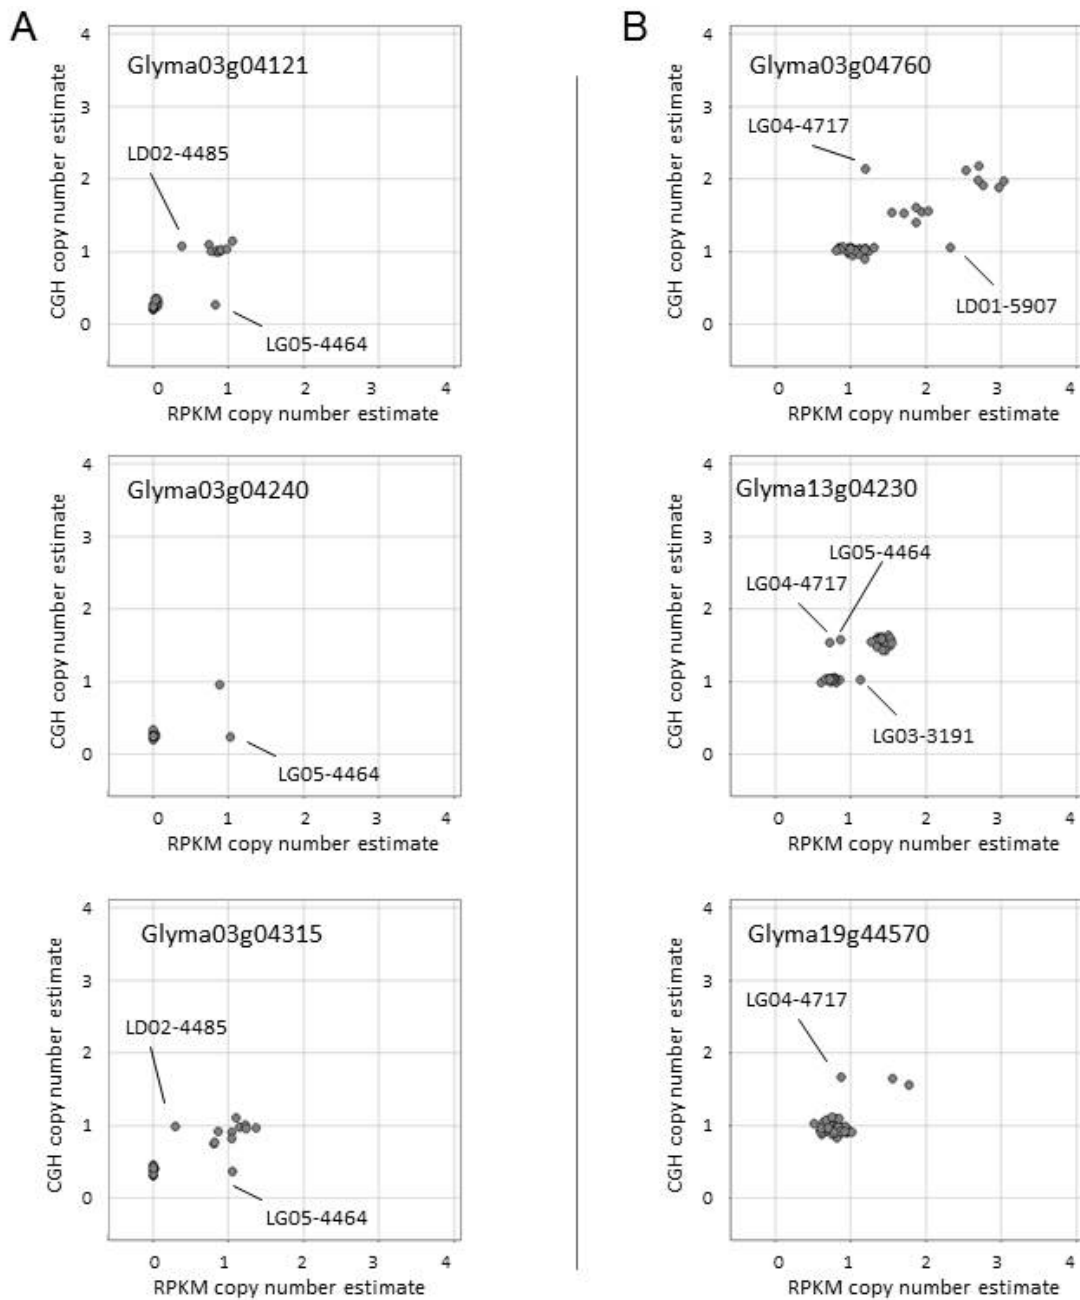 A
Glyma03g04121
LD02-4485
LG05-4464
4
3
2
1
0
0 1 2 3 4
CGH copy number estimate
RPKM copy number estimate
Glyma03g04240
LG05-4464
4
3
2
1
0
0 1 2 3 4
CGH copy number estimate
RPKM copy number estimate
Glyma03g04315
LD02-4485
LG05-4464
4
3
2
1
0
0 1 2 3 4
CGH copy number estimate
RPKM copy number estimate
B
Glyma03g04760
LG04-4717
LD01-5907
4
3
2
1
0
0 1 2 3 4
CGH copy number estimate
RPKM copy number estimate
Glyma13g04230
LG05-4464
LG04-4717
LG03-3191
4
3
2
1
0
0 1 2 3 4
CGH copy number estimate
RPKM copy number estimate
Glyma19g44570
LG04-4717
4
3
2
1
0
0 1 2 3 4
CGH copy number estimate
RPKM copy number estimate